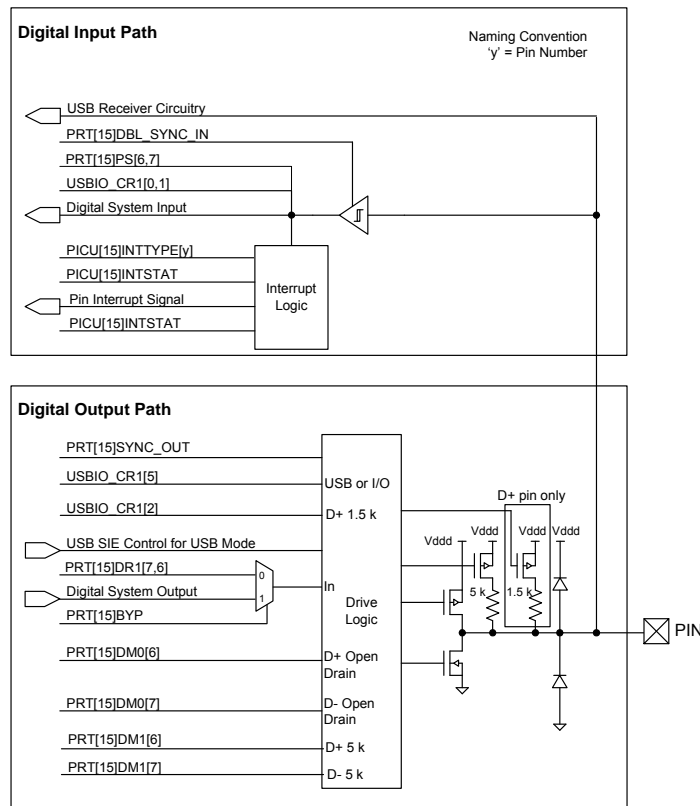 Digital Input Path
Naming Convention
'y' = Pin Number
USB Receiver Circuitry
PRT[15]DBL_SYNC_IN
PRT[15]PS[6,7]
USBIO_CR1[0,1]
Digital System Input
PICU[15]INTTYPE[y]
PICU[15]INTSTAT
Pin Interrupt Signal
PICU[15]INTSTAT
Interrupt
Logic
Digital Output Path
PRT[15]SYNC_OUT
USBIO_CR1[5]
USBIO_CR1[2]
USB SIE Control for USB Mode
PRT[15]DR1[7,6]
Digital System Output
PRT[15]BYP
PRT[15]DM0[6]
PRT[15]DM0[7]
PRT[15]DM1[6]
PRT[15]DM1[7]
0
1
USB or I/O
D+ 1.5 k
In
Drive
Logic
D+ Open
Drain
D- Open
Drain
D+ 5 k
D- 5 k
D+ pin only
Vddd
Vddd
Vddd
Vddd
5 k
1.5 k
PIN